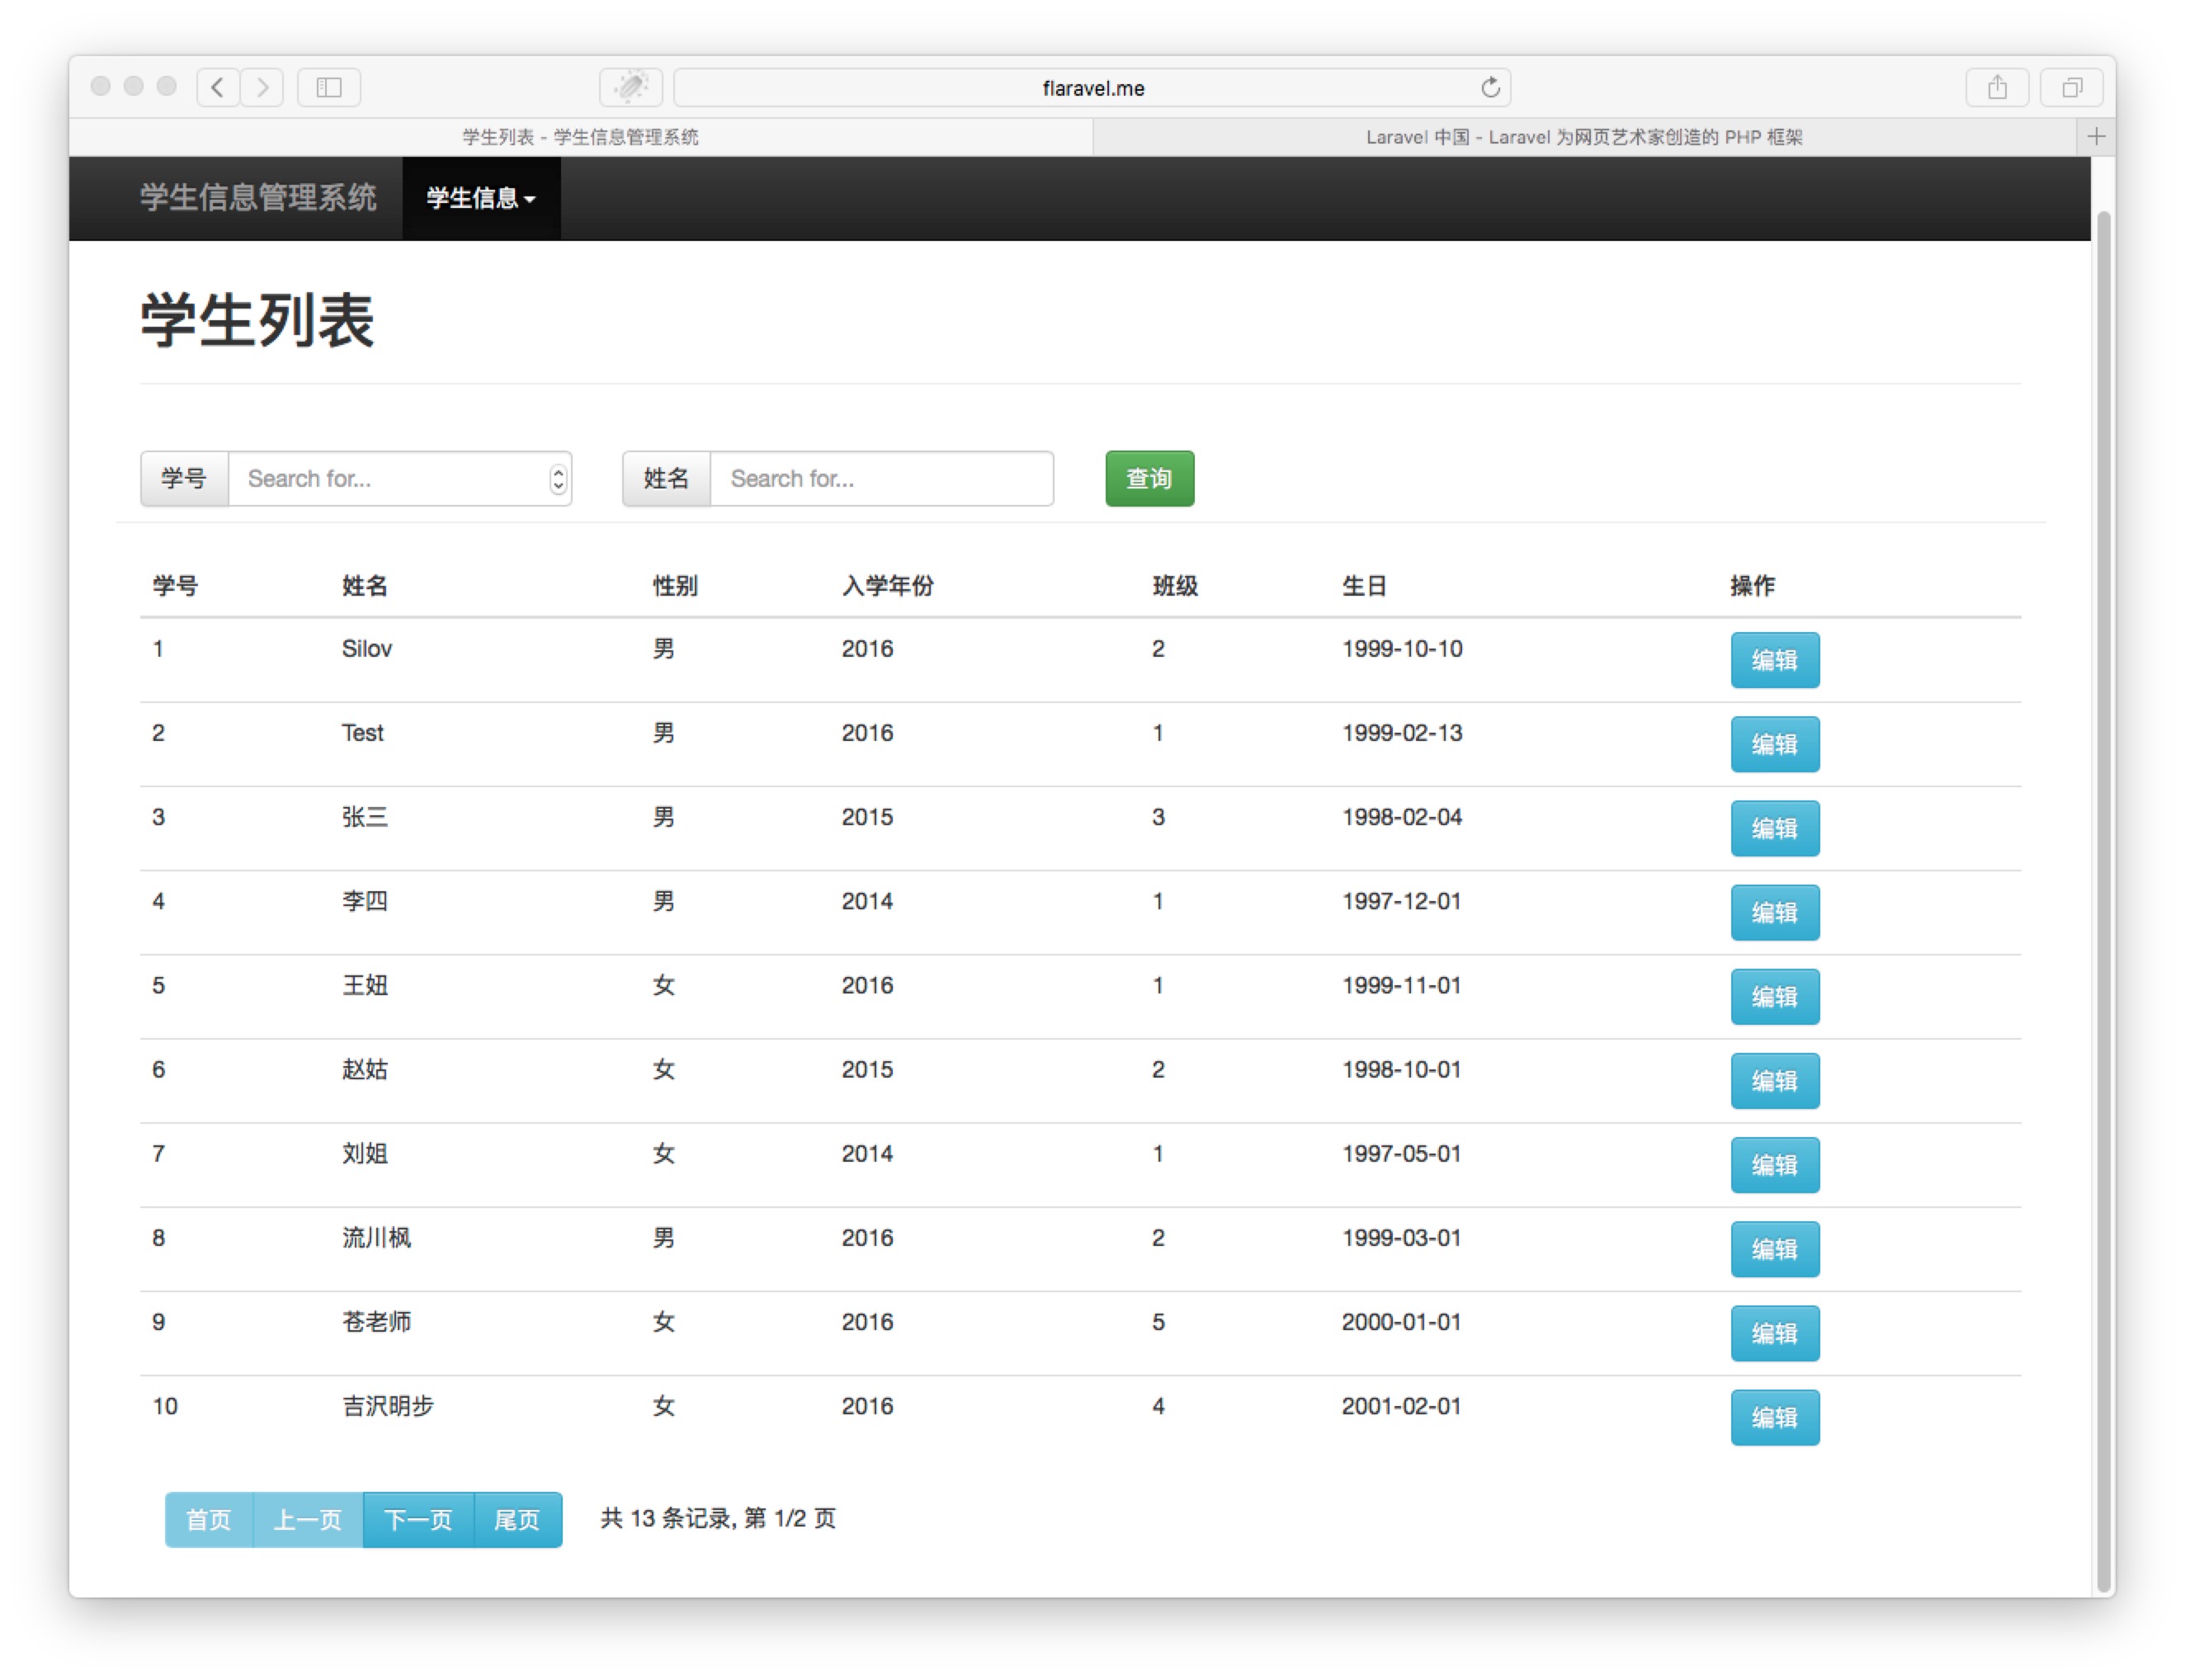 flaravel.me
学生列表 - 学生信息管理系统 Laravel 中国 - Laravel 为网页艺术家创造的 PHP 框架
学生信息管理系统 学生信息
学生列表
学号 Search for... 姓名 Search for... 查询
学号 姓名 性别 入学年份 班级 生日 操作
1 Silov 男 2016 2 1999-10-10 编辑
2 Test 男 2016 1 1999-02-13 编辑
3 张三 男 2015 3 1998-02-04 编辑
4 李四 男 2014 1 1997-12-01 编辑
5 王妞 女 2016 1 1999-11-01 编辑
6 赵姑 女 2015 2 1998-10-01 编辑
7 刘姐 女 2014 1 1997-05-01 编辑
8 流川枫 男 2016 2 1999-03-01 编辑
9 苍老师 女 2016 5 2000-01-01 编辑
10 吉沢明步 女 2016 4 2001-02-01 编辑
首页 上一页 下一页 尾页 共 13 条记录, 第 1/2 页